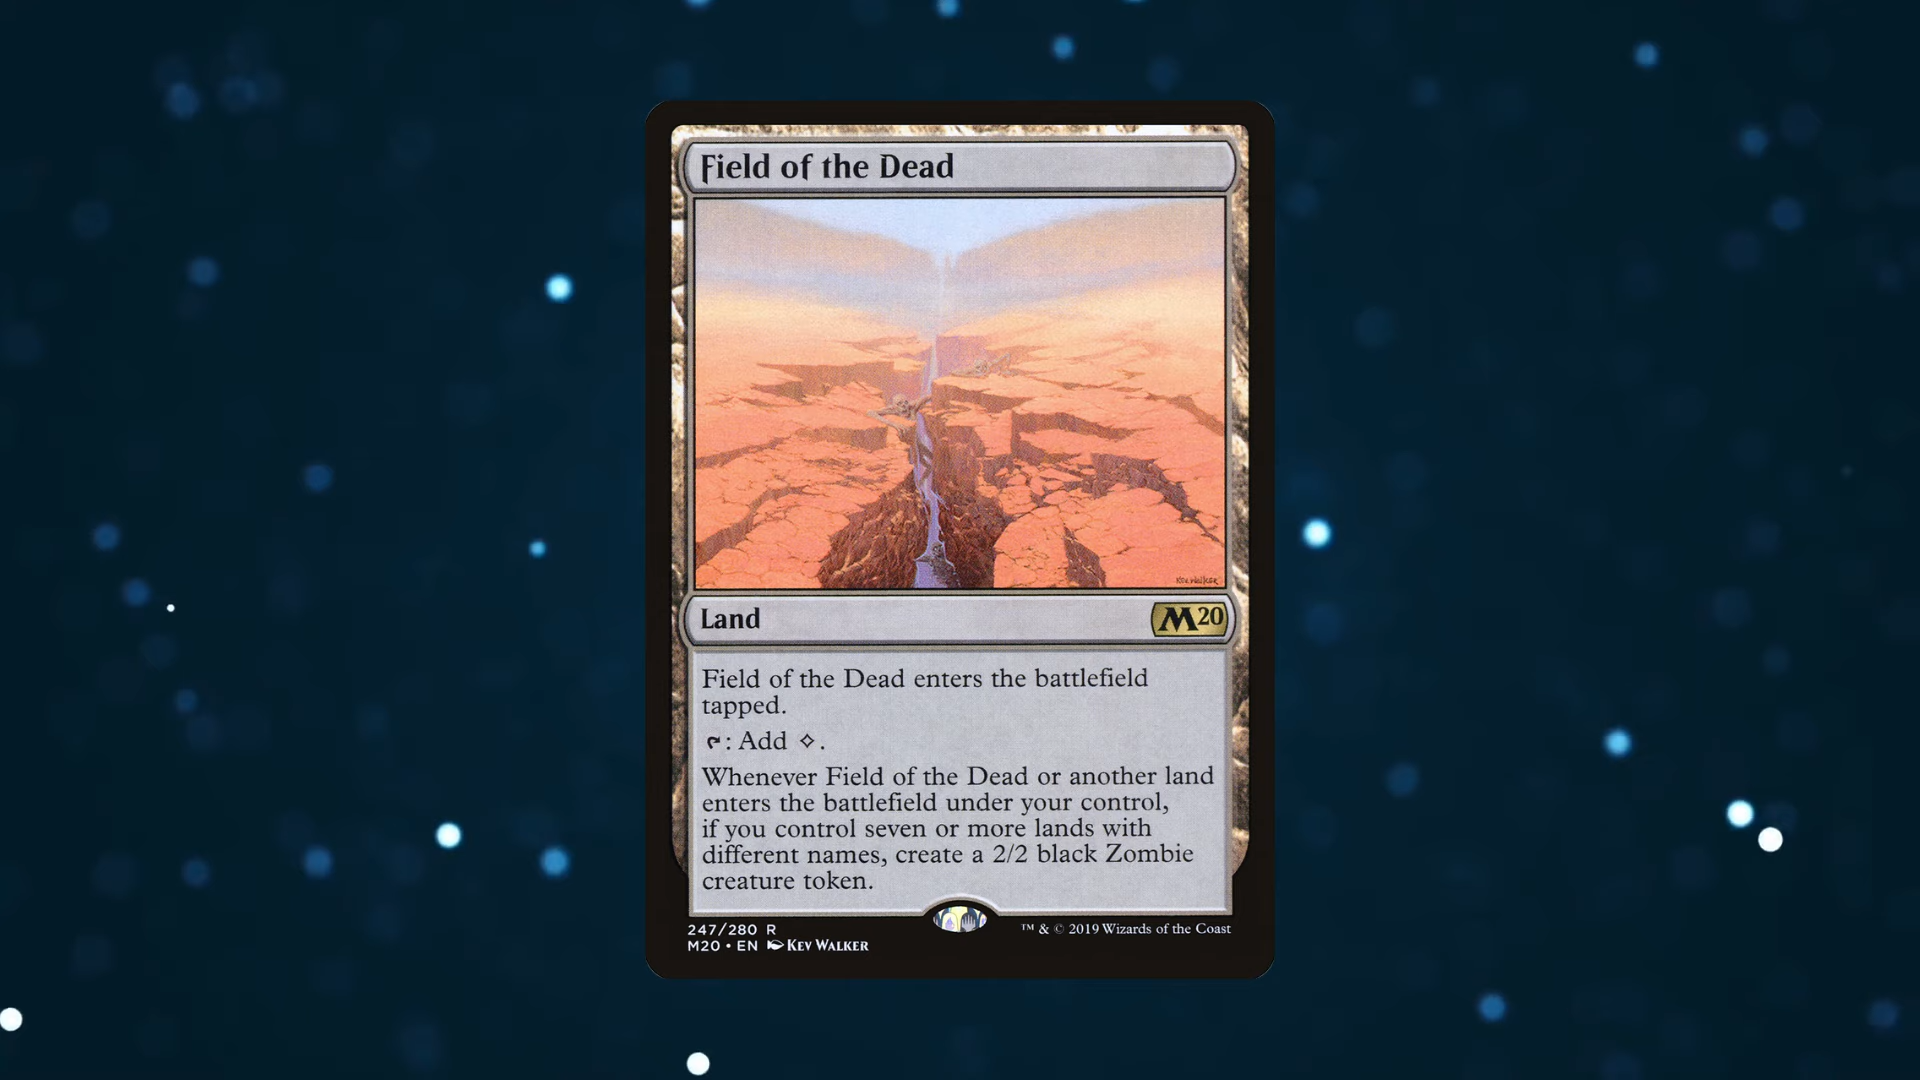 Field of the Dead
Kev Walker
Land
M20
Field of the Dead enters the battlefield
tapped.
: Add .
Whenever Field of the Dead or another land
enters the battlefield under your control,
if you control seven or more lands with
different names, create a 2/2 black Zombie
creature token.
247/280 R
™ & © 2019 Wizards of the Coast
M20 • EN Kev Walker